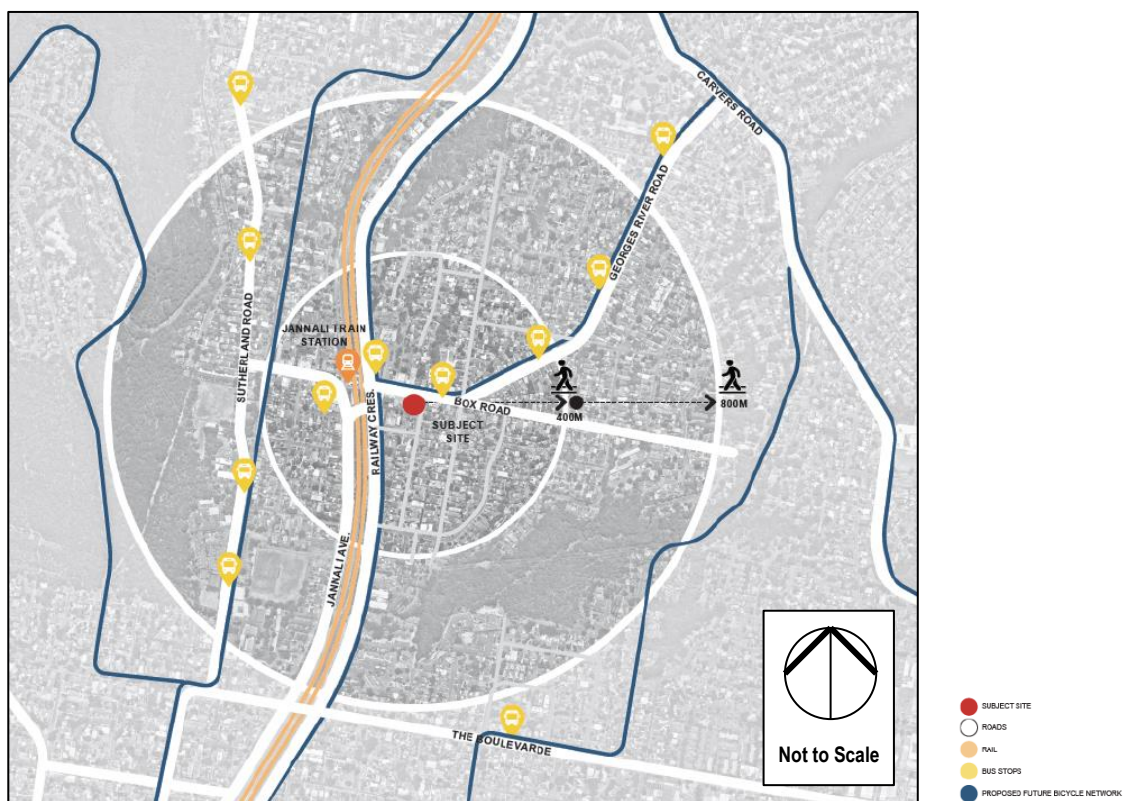 CARVERS ROAD
GEORGES RIVER ROAD
SUTHERLAND ROAD
JANNALI TRAIN
STATION
RAILWAY CRES.
BOX ROAD
400M
800M
SUBJECT
SITE
JANNALI AVE.
THE BOULEVARDE
Not to Scale
SUBJECT SITE
ROADS
RAIL
BUS STOPS
PROPOSED FUTURE BICYCLE NETWORK